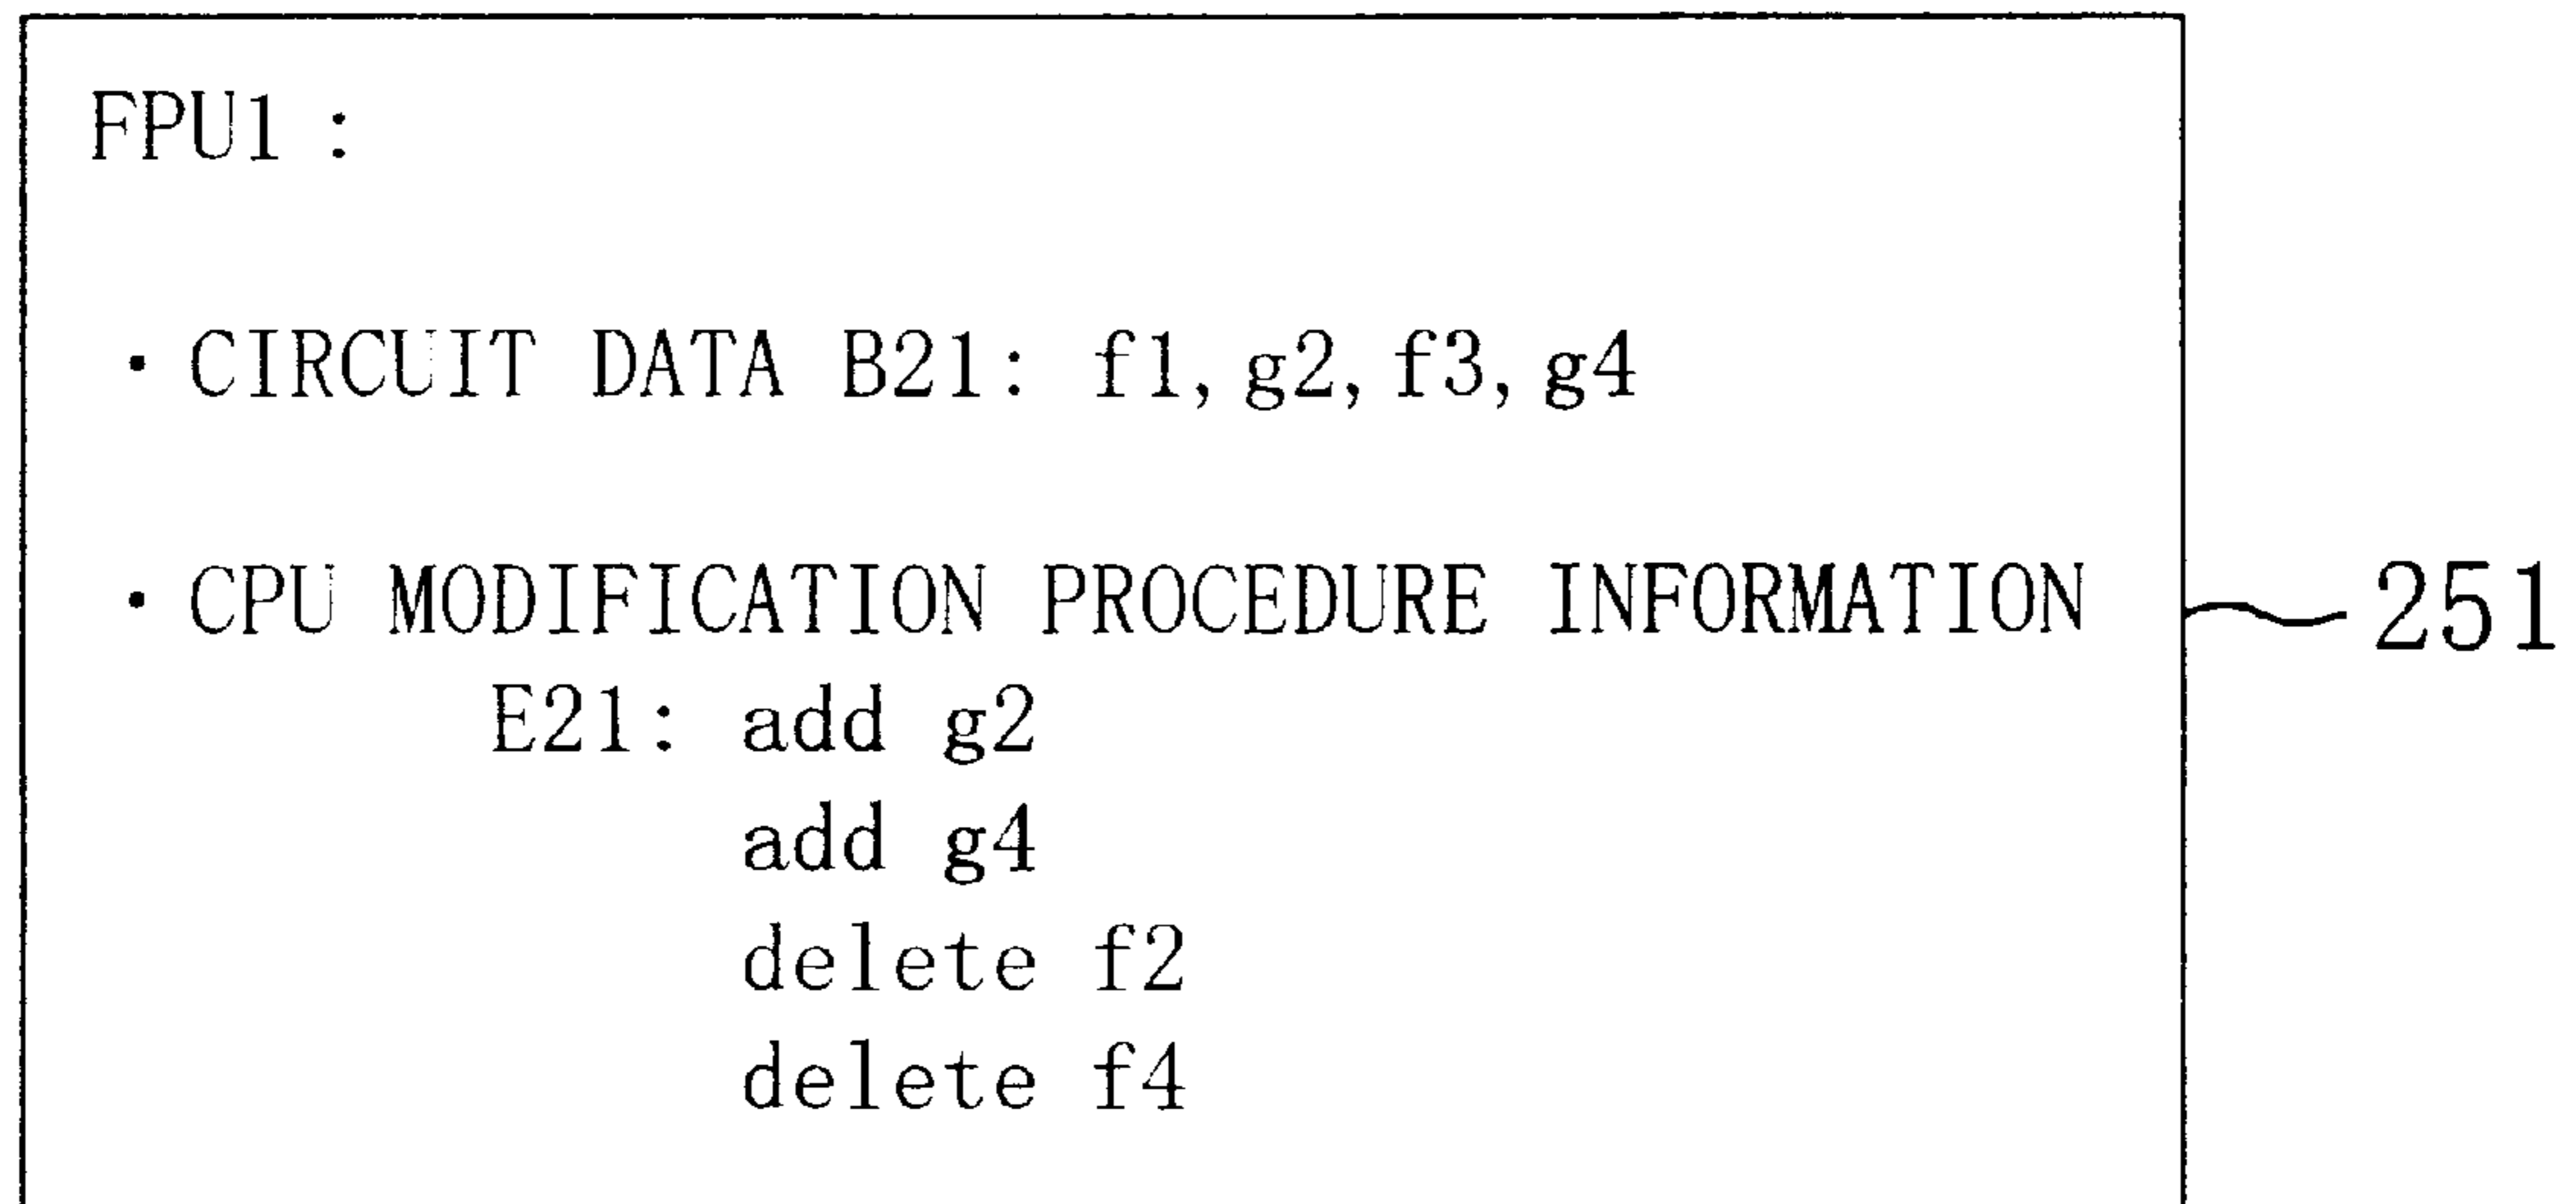 FPU1 :
・CIRCUIT DATA B21: f1, g2, f3, g4
・CPU MODIFICATION PROCEDURE INFORMATION
251
E21: add g2
add g4
delete f2
delete f4